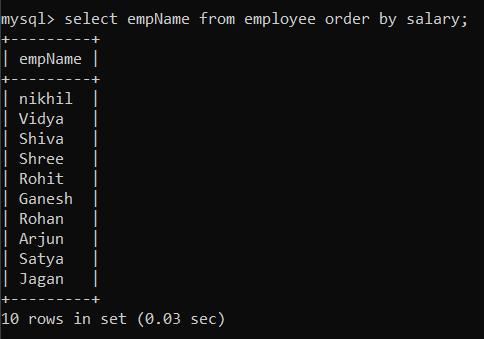 mysql> select empName from employee order by salary;
+---------+
| empName |
+---------+
| nikhil  |
| Vidya   |
| Shiva   |
| Shree   |
| Rohit   |
| Ganesh  |
| Rohan   |
| Arjun   |
| Satya   |
| Jagan   |
+---------+
10 rows in set (0.03 sec)